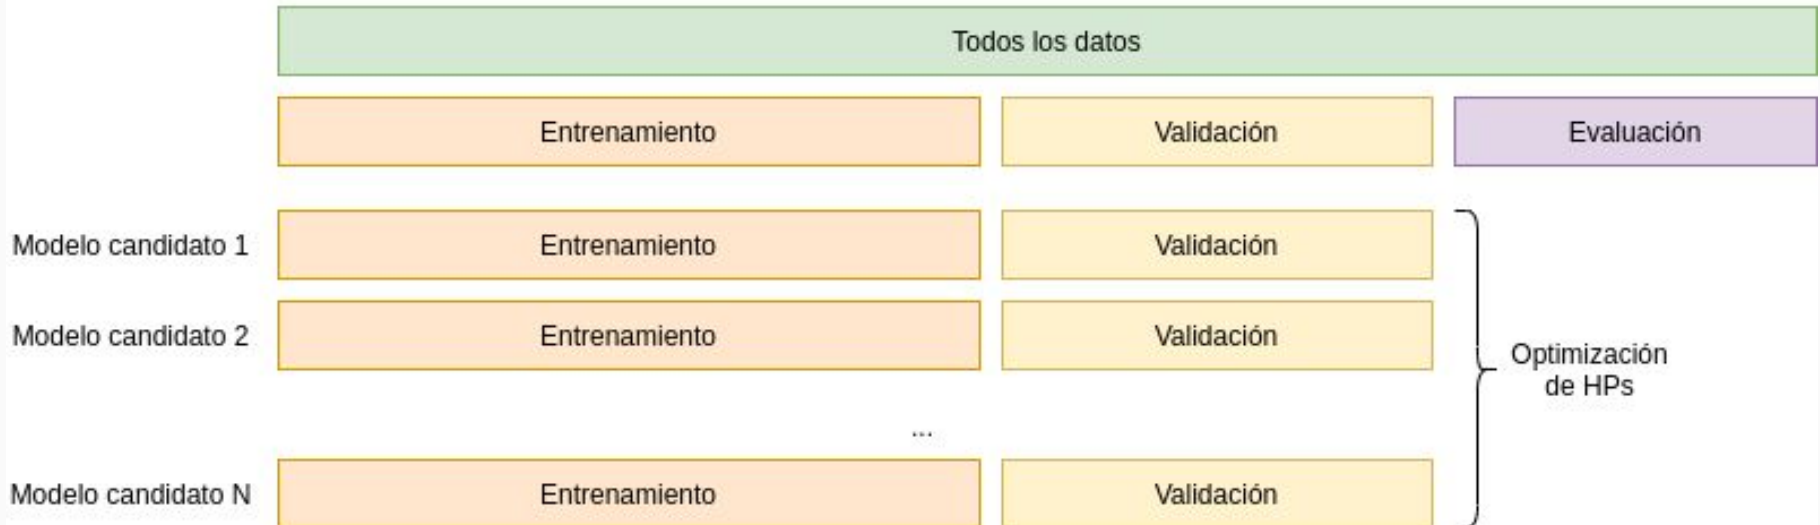 Todos los datos
Entrenamiento
Validación
Evaluación
Modelo candidato 1
Entrenamiento
Validación
Modelo candidato 2
Entrenamiento
Validación
Optimización
de HPs
...
Modelo candidato N
Entrenamiento
Validación